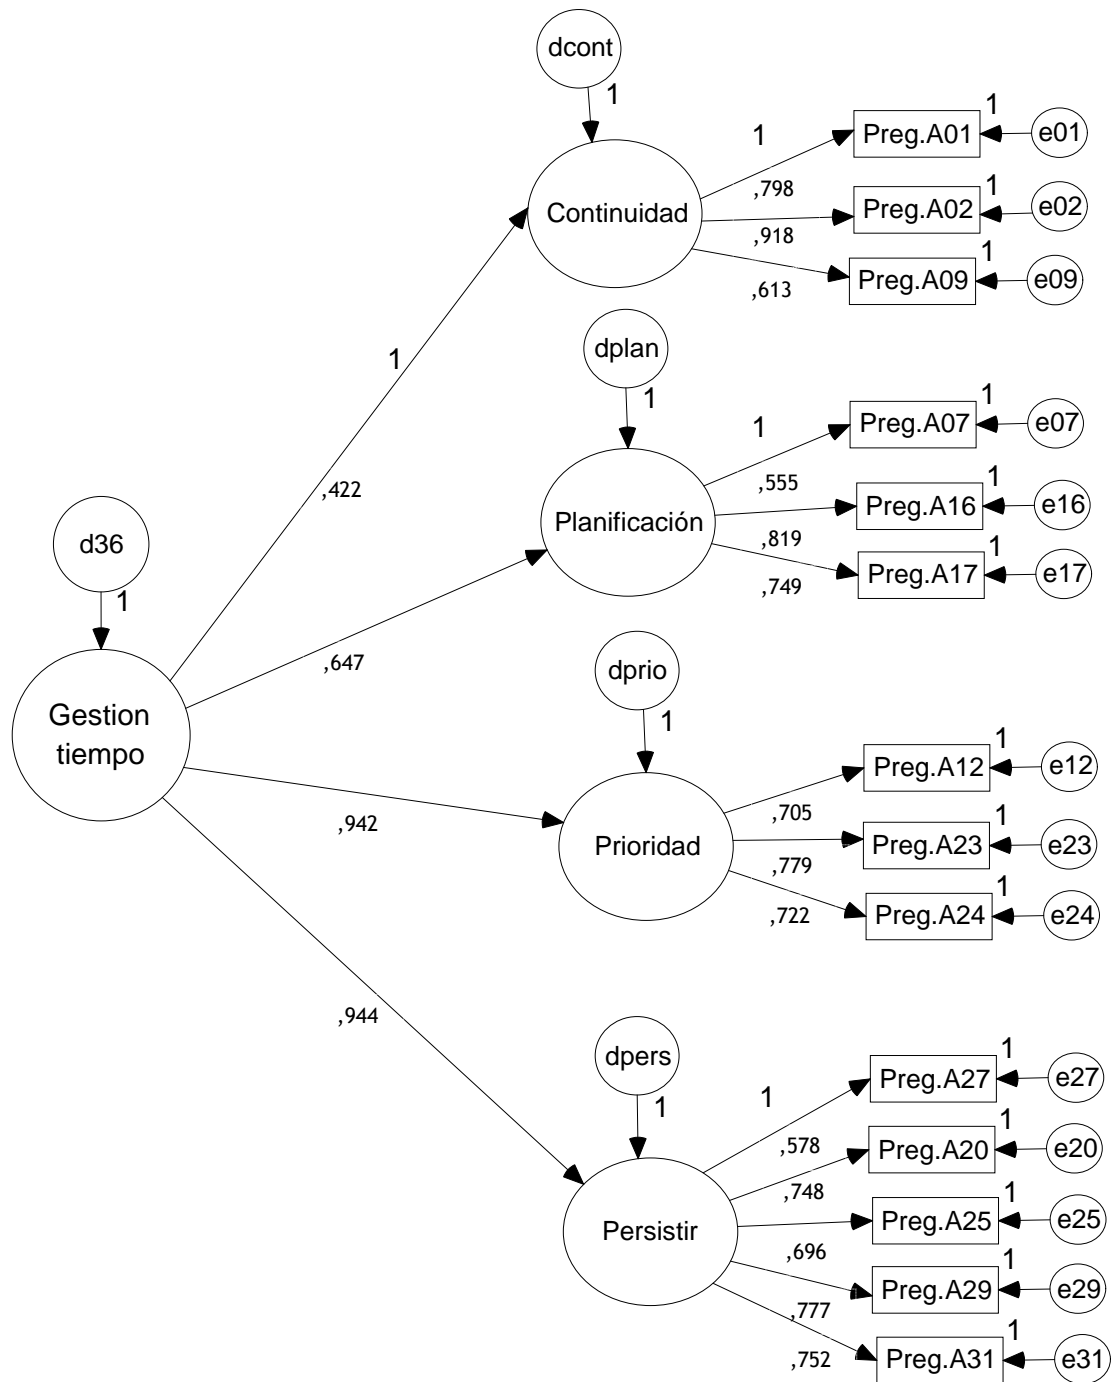 dcont
1
1
1
Preg.A01
e01
,798
1
Continuidad
Preg.A02
e02
,918
1
Preg.A09
e09
,613
1
,422
dplan
1
1
1
Preg.A07
e07
,555
1
Planificación
Preg.A16
e16
,819
1
Preg.A17
e17
,749
d36
1
,647
Gestion
tiempo
dprio
1
1
Preg.A12
e12
,705
,942
1
Prioridad
Preg.A23
e23
,779
1
Preg.A24
e24
,722
,944
dpers
1
1
1
Preg.A27
e27
,578
1
Preg.A20
e20
,748
1
Persistir
Preg.A25
e25
,696
1
Preg.A29
e29
,777
1
Preg.A31
e31
,752